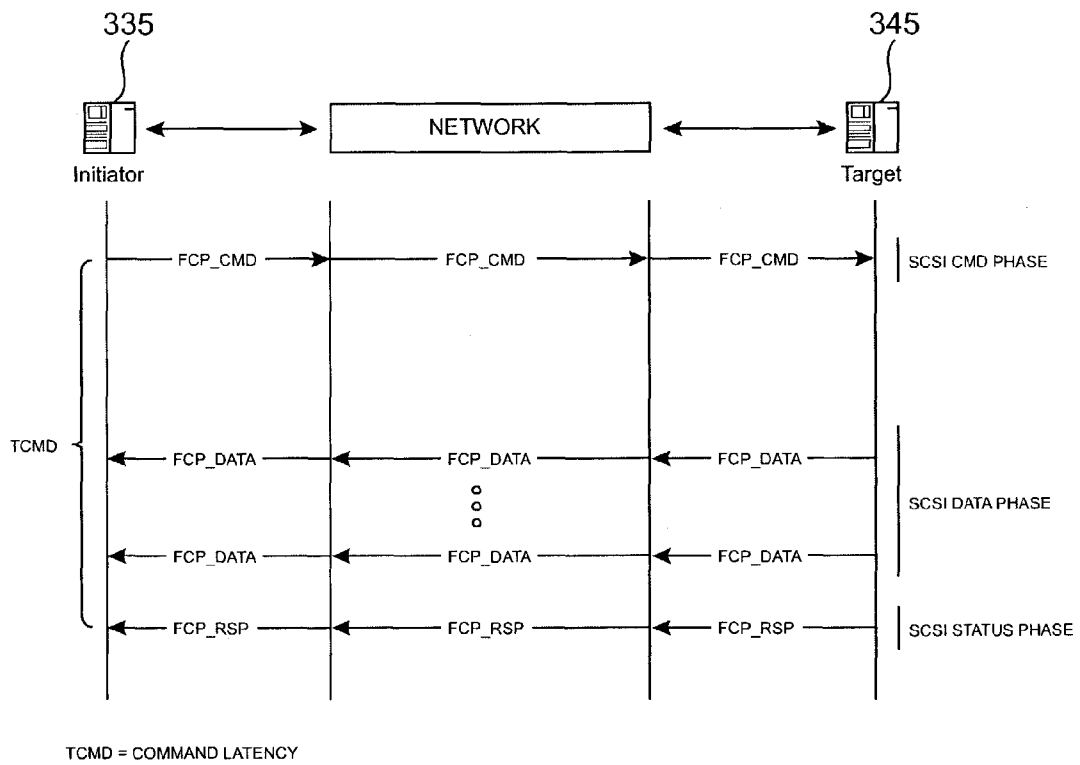 335 345
NETWORK
Initiator Target
FCP_CMD FCP_CMD FCP_CMD SCSI CMD PHASE
TCMD
FCP_DATA FCP_DATA FCP_DATA
SCSI DATA PHASE
FCP_DATA FCP_DATA FCP_DATA
FCP_RSP FCP_RSP FCP_RSP SCSI STATUS PHASE
TCMD = COMMAND LATENCY